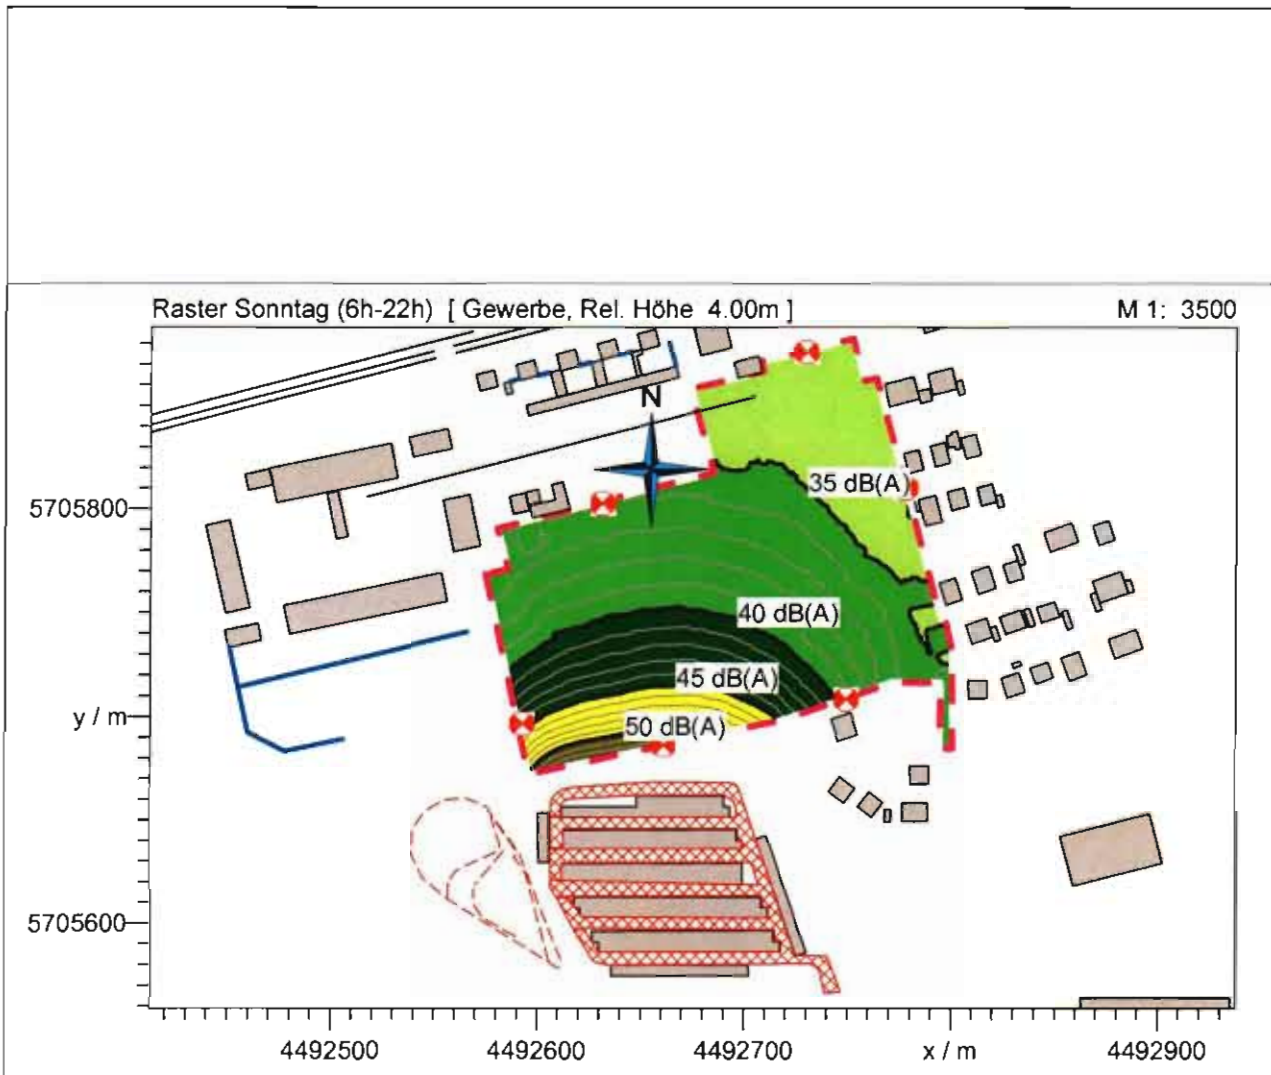 Raster Sonntag (6h-22h) [ Gewerbe, Rel. Höhe 4.00m ]
M 1: 3500
N
35 dB(A)
5705800
40 dB(A)
45 dB(A)
y / m
50 dB(A)
5705600
4492500
4492600
4492700
x / m
4492900